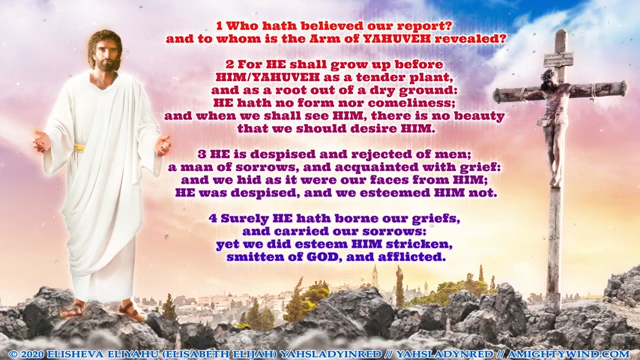 1 Who hath believed our report?
and to whom is the Arm of YAHUVEH revealed?
2 For HE shall grow up before
HIM/YAHUVEH as a tender plant,
and as a root out of a dry ground:
HE hath no form nor comeliness;
and when we shall see HIM, there is no beauty
that we should desire HIM.
3 HE is despised and rejected of men;
a man of sorrows, and acquainted with grief:
and we hid as it were our faces from HIM;
HE was despised, and we esteemed HIM not.
4 Surely HE hath borne our griefs,
and carried our sorrows:
yet we did esteem HIM stricken,
smitten of GOD, and afflicted.
© 2020 ELISHEVA ELIYAHU (ELISABETH ELIJAH) YAHSLADYINRED // YAHSLADYNRED // AMIGHTYWIND.COM